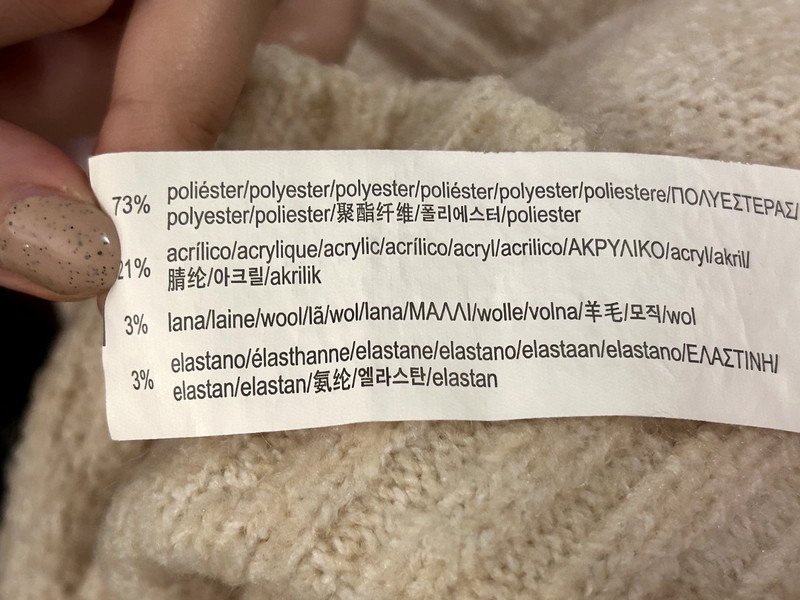 73% poliéster/polyester/polyester/poliéster/polyester/poliestere/ΠΟΛΥΕΣΤΕΡΑΣ/
polyester/poliester/聚酯纤维/폴리에스터/poliester
21% acrílico/acrylique/acrylic/acrílico/acryl/acrilico/ΑΚΡΥΛΙΚΟ/acryl/akril/
腈纶/아크릴/akrilik
3% lana/laine/wool/lã/wol/lana/ΜΑΛΛΙ/wolle/volna/羊毛/모직/wol
3% elastano/élasthanne/elastane/elastano/elastaan/elastano/ΕΛΑΣΤΙΝΗ/
elastan/elastan/氨纶/엘라스탄/elastan